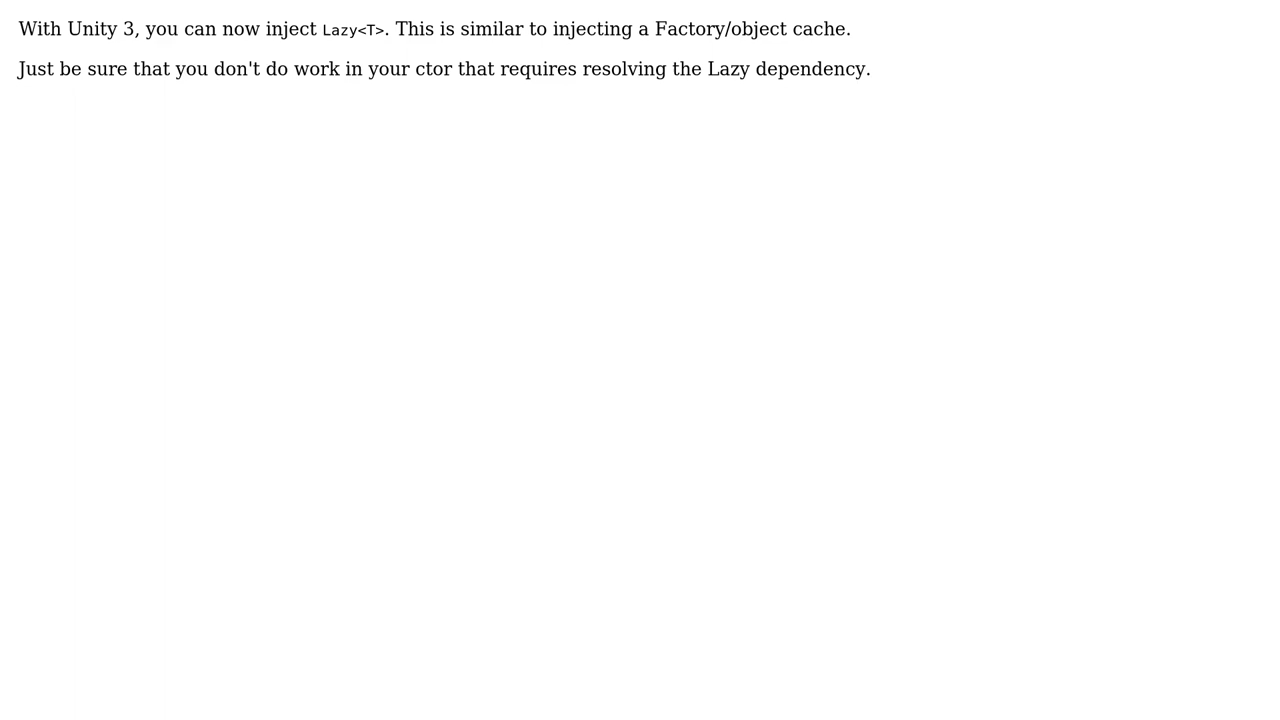 With Unity 3, you can now inject Lazy<T>. This is similar to injecting a Factory/object cache.
Just be sure that you don't do work in your ctor that requires resolving the Lazy dependency.